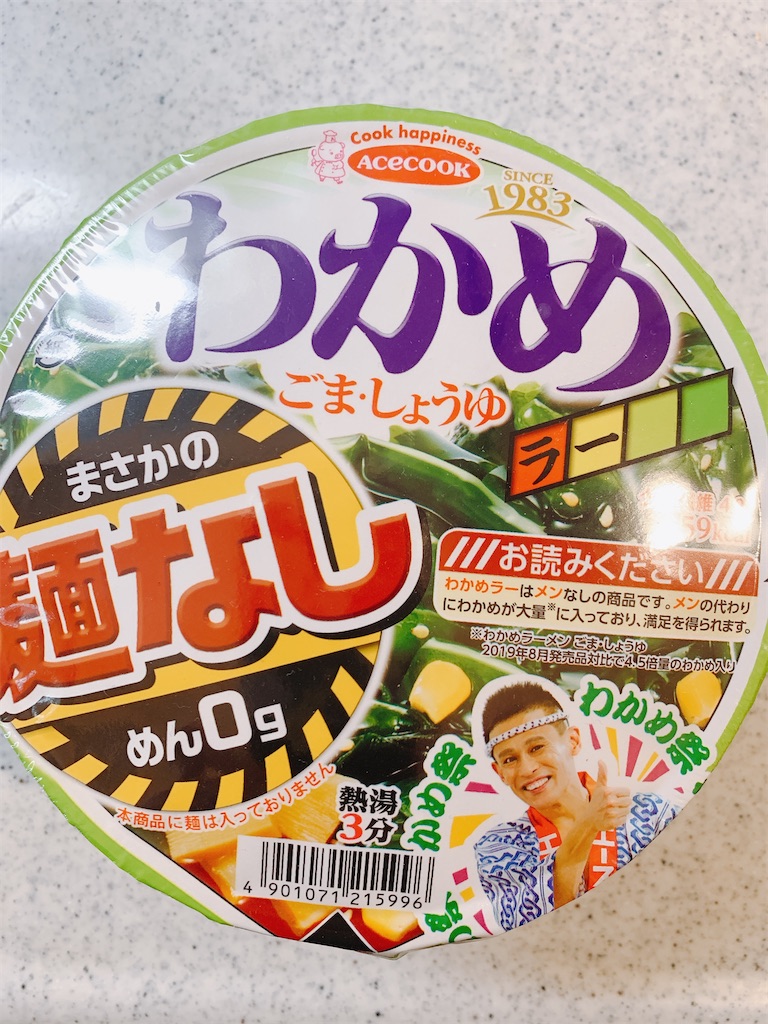 Cook happiness
ACECOOK
SINCE
1983
わかめ
ごま・しょうゆ
ラー
まさかの
麺なし
めん0g
本商品に麺は入っておりません
お読みください
わかめラーはメンなしの商品です。メンの代わり
にわかめが大量※に入っており、満足を得られます。
※わかめラーメン ごま・しょうゆ
2019年8月発売品対比で4.5倍量のわかめ入り
わかめ祭
熱湯
3分
4 901071 215996